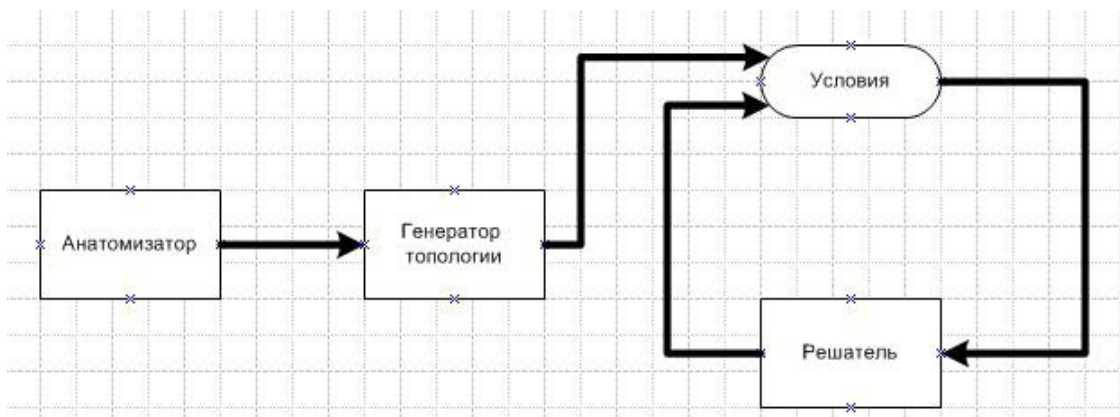 Условия
Анатомизатор
Генератор
топологии
Решатель